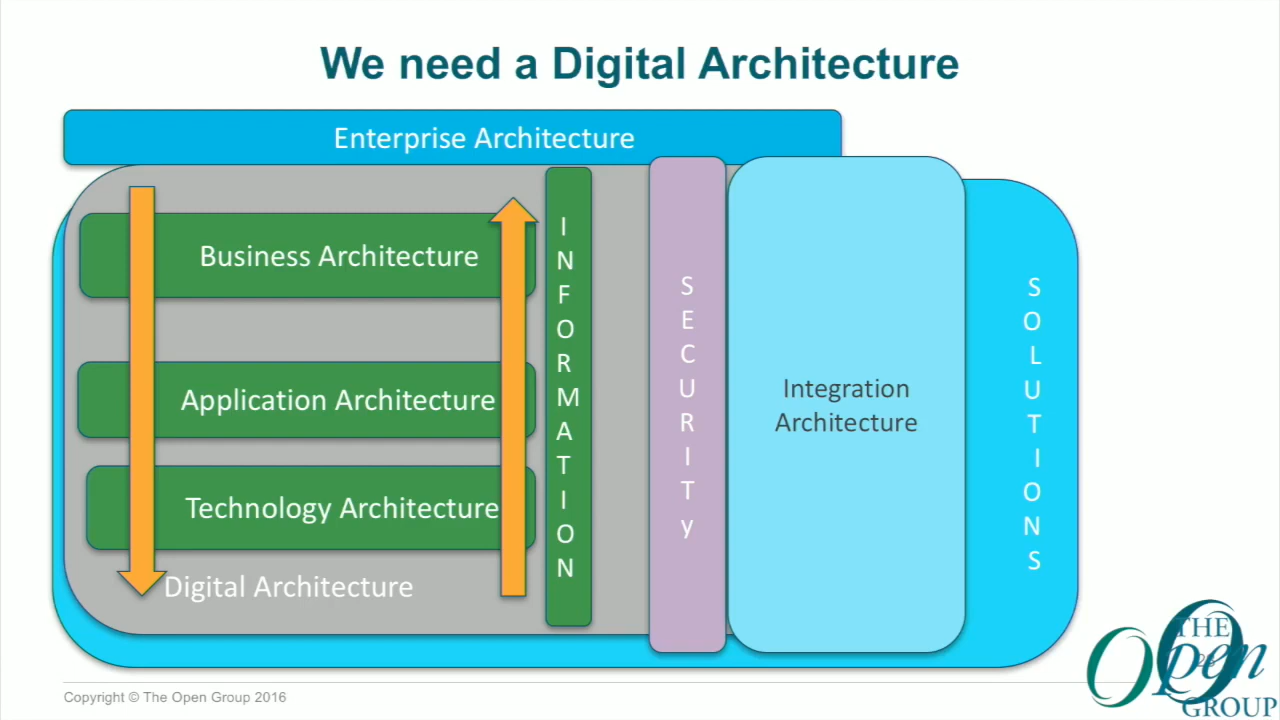 We need a Digital Architecture
Enterprise Architecture
Business Architecture
Application Architecture
Technology Architecture
Digital Architecture
INFORMATION
SECURITy
Integration
Architecture
SOLUTIONS
Copyright © The Open Group 2016
THE
Open
GROUP